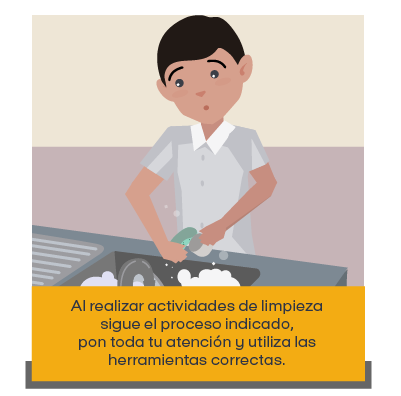 Al realizar actividades de limpieza
sigue el proceso indicado,
pon toda tu atención y utiliza las
herramientas correctas.